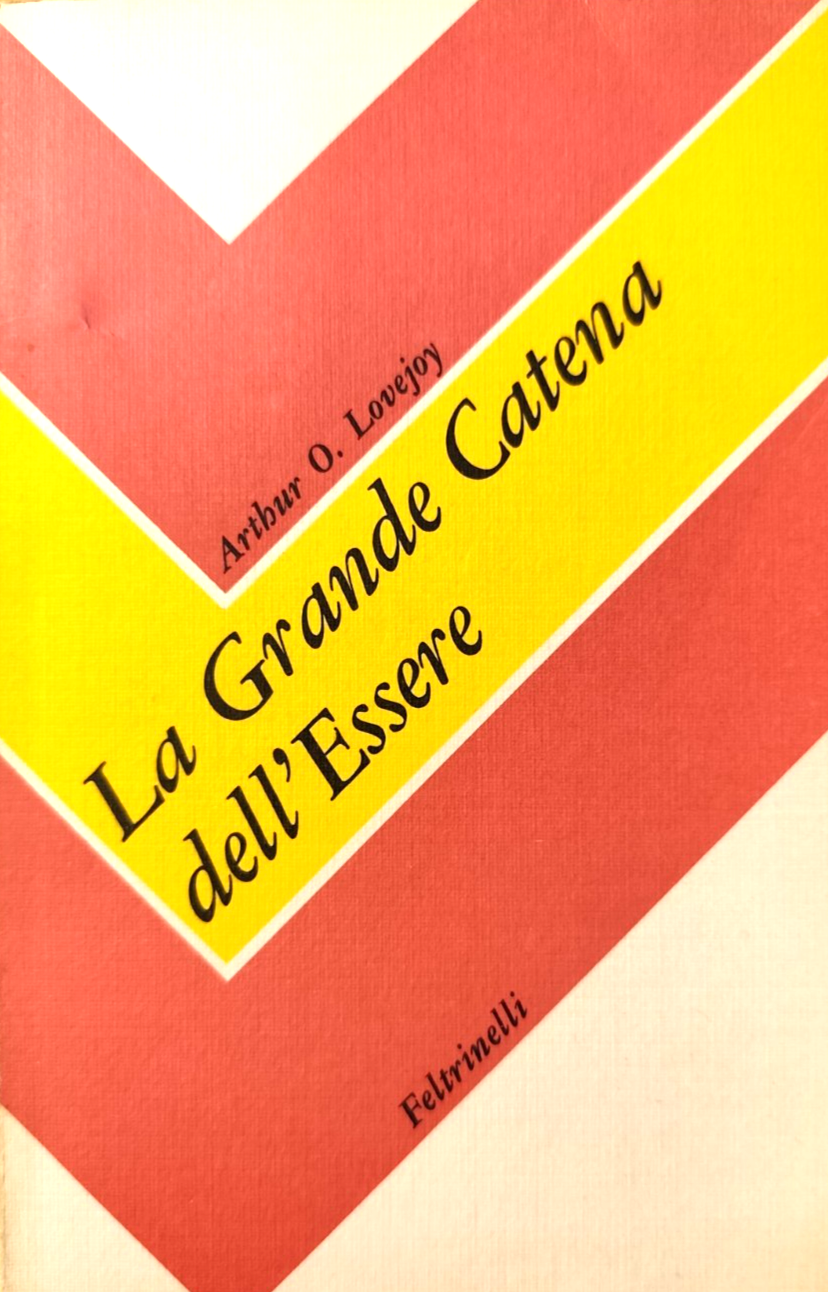 Arthur O. Lovejoy
La Grande Catena
dell'Essere
Feltrinelli